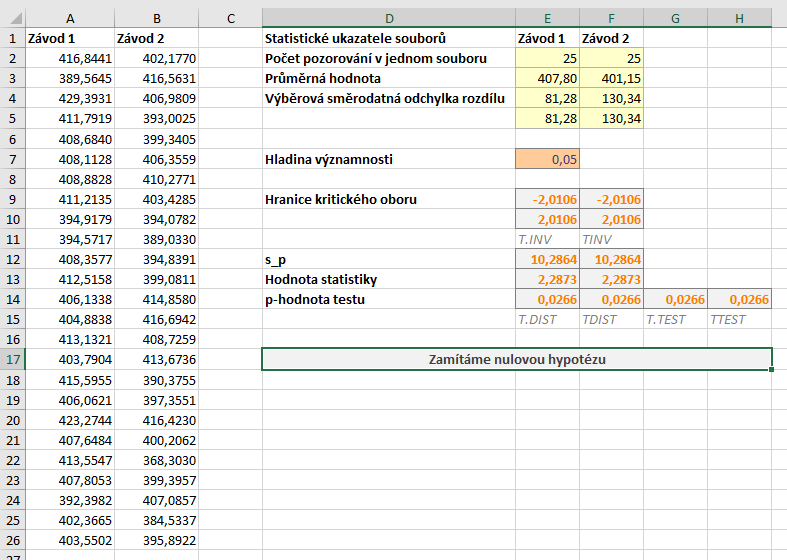 A B C D E F G H
1 Závod 1 Závod 2 Statistické ukazatele souborů Závod 1 Závod 2
2 416,8441 402,1770 Počet pozorování v jednom souboru 25 25
3 389,5645 416,5631 Průměrná hodnota 407,80 401,15
4 429,3931 406,9809 Výběrová směrodatná odchylka rozdílu 81,28 130,34
5 411,7919 393,0025 81,28 130,34
6 408,6840 399,3405
7 408,1128 406,3559 Hladina významnosti 0,05
8 408,8828 410,2771
9 411,2135 403,4285 Hranice kritického oboru -2,0106 -2,0106
10 394,9179 394,0782 2,0106 2,0106
11 394,5717 389,0330 T.INV TINV
12 408,3577 394,8391 s_p 10,2864 10,2864
13 412,5158 399,0811 Hodnota statistiky 2,2873 2,2873
14 406,1338 414,8580 p-hodnota testu 0,0266 0,0266 0,0266 0,0266
15 404,8838 416,6942 T.DIST TDIST T.TEST TTEST
16 413,1321 408,7259
17 403,7904 413,6736 Zamítáme nulovou hypotézu
18 415,5955 390,3755
19 406,0621 397,3551
20 423,2744 416,4230
21 407,6484 400,2062
22 413,5547 368,3030
23 407,8053 399,3957
24 392,3982 407,0857
25 402,3665 384,5337
26 403,5502 395,8922